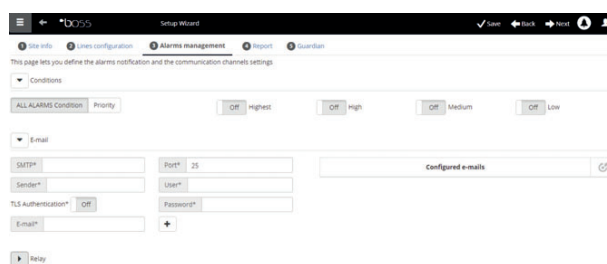 boss Setup Wizard Save Back Next
1 Site info 2 Lines configuration 3 Alarms management 4 Report 5 Guardian
This page lets you define the alarms notification and the communication channels settings
Conditions
ALL ALARMS Condition Priority Off Highest Off High Off Medium Off Low
E-mail
SMTP* Port* 25 Configured e-mails
Sender* User*
TLS Authentication* Off Password*
E-mail* +
Relay